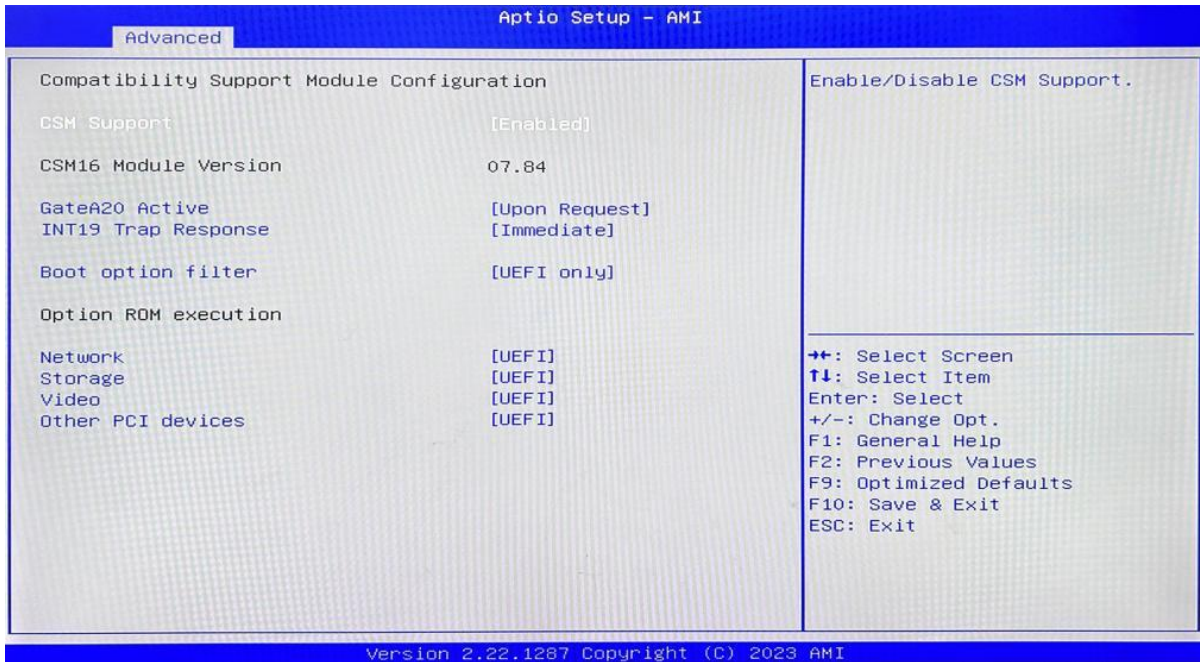 Aptio Setup – AMI
Advanced
Compatibility Support Module Configuration
CSM Support [Enabled]
CSM16 Module Version 07.84
GateA20 Active [Upon Request]
INT19 Trap Response [Immediate]
Boot option filter [UEFI only]
Option ROM execution
Network [UEFI]
Storage [UEFI]
Video [UEFI]
Other PCI devices [UEFI]
Enable/Disable CSM Support.
→←: Select Screen
↑↓: Select Item
Enter: Select
+/-: Change Opt.
F1: General Help
F2: Previous Values
F9: Optimized Defaults
F10: Save & Exit
ESC: Exit
Version 2.22.1287 Copyright (C) 2023 AMI